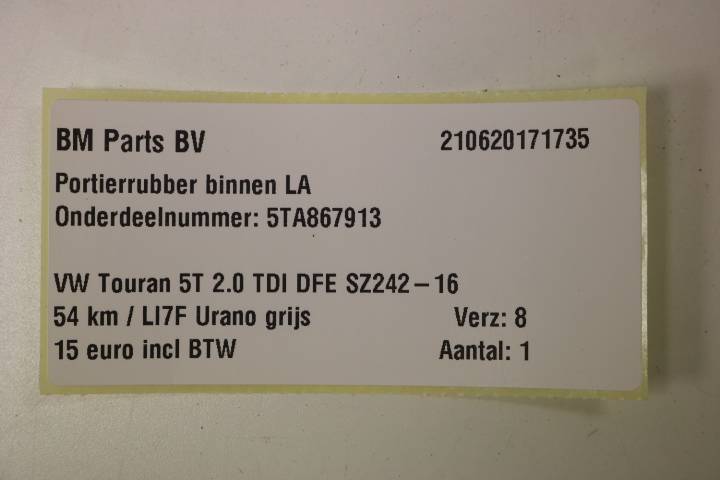 BM Parts BV 210620171735
Portierrubber binnen LA
Onderdeelnummer: 5TA867913
VW Touran 5T 2.0 TDI DFE SZ242-16
54 km / LI7F Urano grijs Verz: 8
15 euro incl BTW Aantal: 1